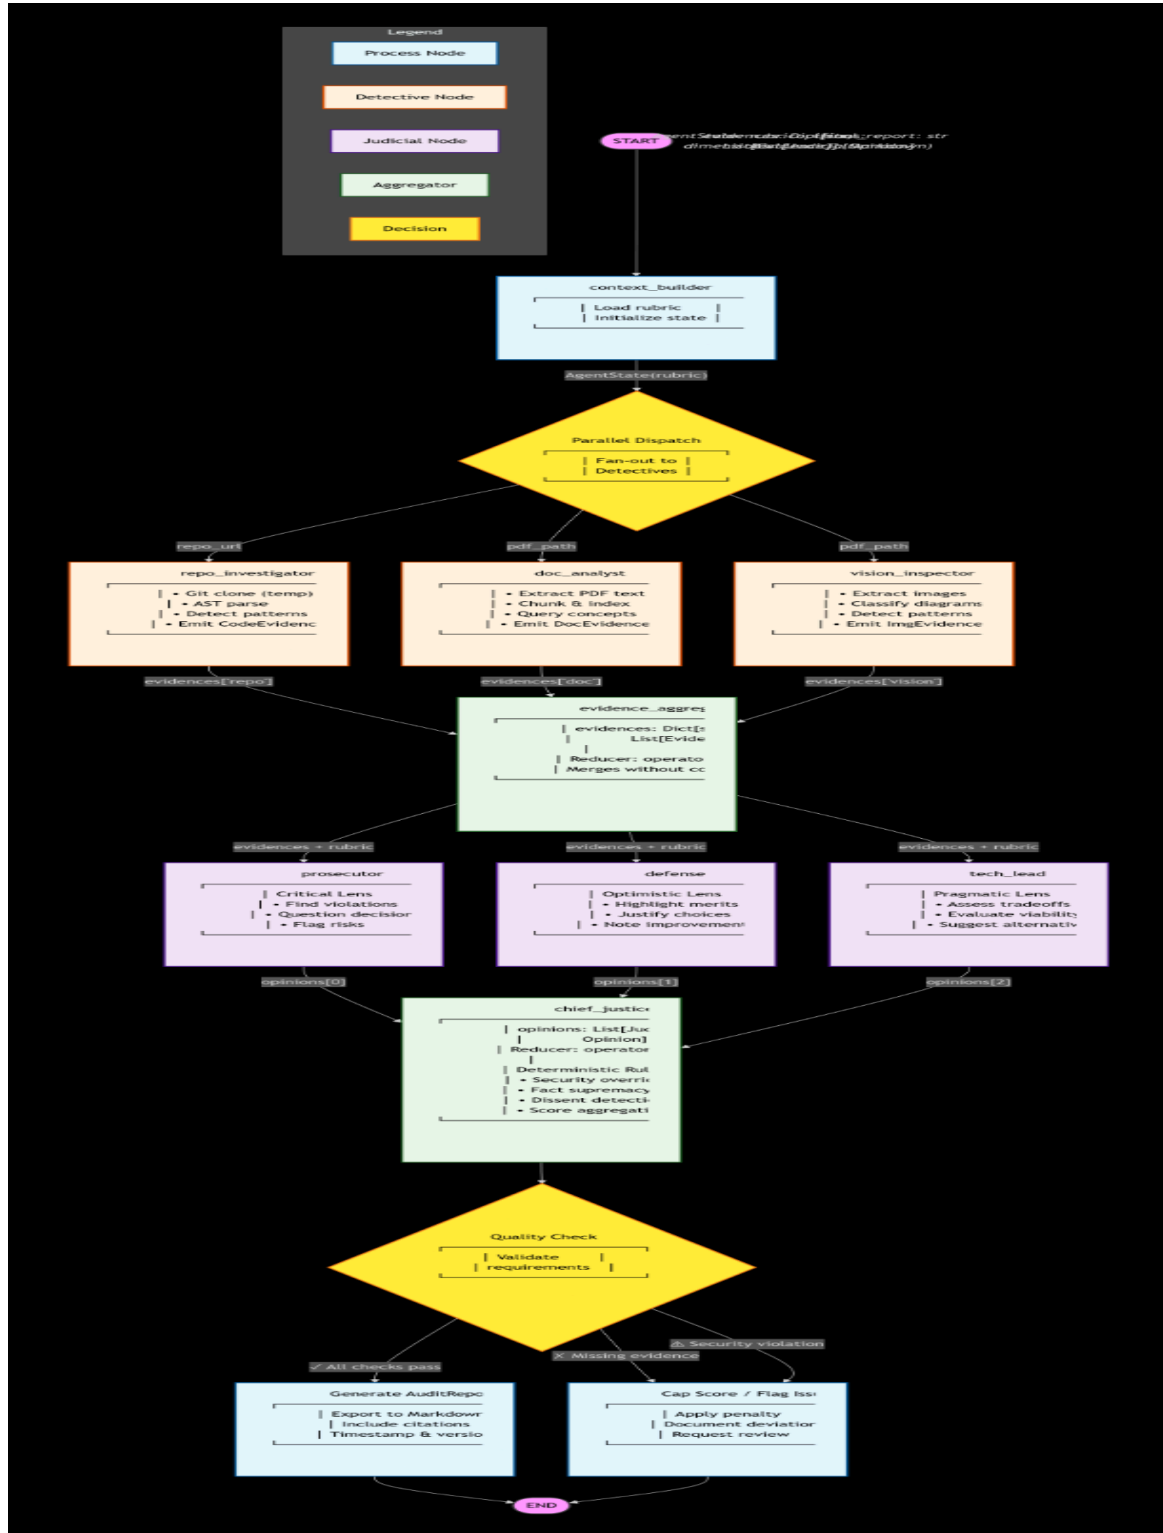 Legend
Process Node
Detective Node
Judicial Node
Aggregator
Decision
START
report: str
context_builder
Load rubric
Initialize state
AgentState(rubric)
Parallel Dispatch
Fan-out to
Detectives
repo_url
pdf_path
pdf_path
repo_investigator
• Git clone (temp)
• AST parse
• Detect patterns
• Emit CodeEvidenc
doc_analyst
• Extract PDF text
• Chunk & index
• Query concepts
• Emit DocEvidence
vision_inspector
• Extract images
• Classify diagrams
• Detect patterns
• Emit ImgEvidence
evidences['repo']
evidences['doc']
evidences['vision']
evidence_aggreg
evidences: Dict[s
List[Evide
Reducer: operato
Merges without co
evidences + rubric
evidences + rubric
evidences + rubric
prosecutor
Critical Lens
• Find violations
• Question decision
• Flag risks
defense
Optimistic Lens
• Highlight merits
• Justify choices
• Note improvement
tech_lead
Pragmatic Lens
• Assess tradeoffs
• Evaluate viability
• Suggest alternativ
opinions[0]
opinions[1]
opinions[2]
chief_justice
opinions: List[Jud
Opinion]
Reducer: operator
Deterministic Rul
• Security overri
• Fact supremacy
• Dissent detecti
• Score aggregati
Quality Check
Validate
requirements
✓ All checks pass
✗ Missing evidence
⚠ Security violation
Generate AuditRepo
Export to Markdown
Include citations
Timestamp & versio
Cap Score / Flag Iss
Apply penalty
Document deviation
Request review
END